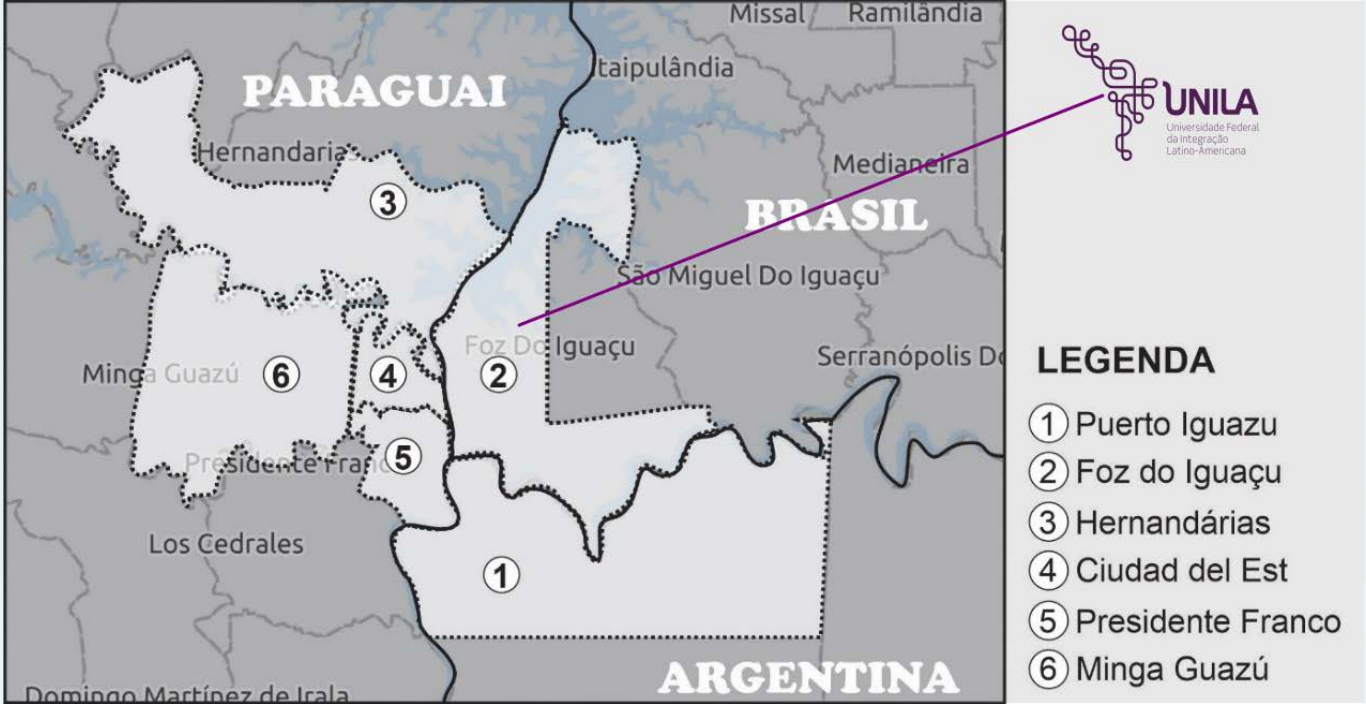 Missal
Ramilândia
Itaipulândia
PARAGUAI
Hernandarias
3
Medianeira
BRASIL
São Miguel Do Iguaçu
Foz Do Iguaçu
Serranópolis Do
Minga Guazú
6
4
2
Presidente Franco
5
Los Cedrales
1
ARGENTINA
Domingo Martínez de Irala
UNILA
Universidade Federal
da Integração
Latino-Americana
LEGENDA
1 Puerto Iguazu
2 Foz do Iguaçu
3 Hernandárias
4 Ciudad del Est
5 Presidente Franco
6 Minga Guazú